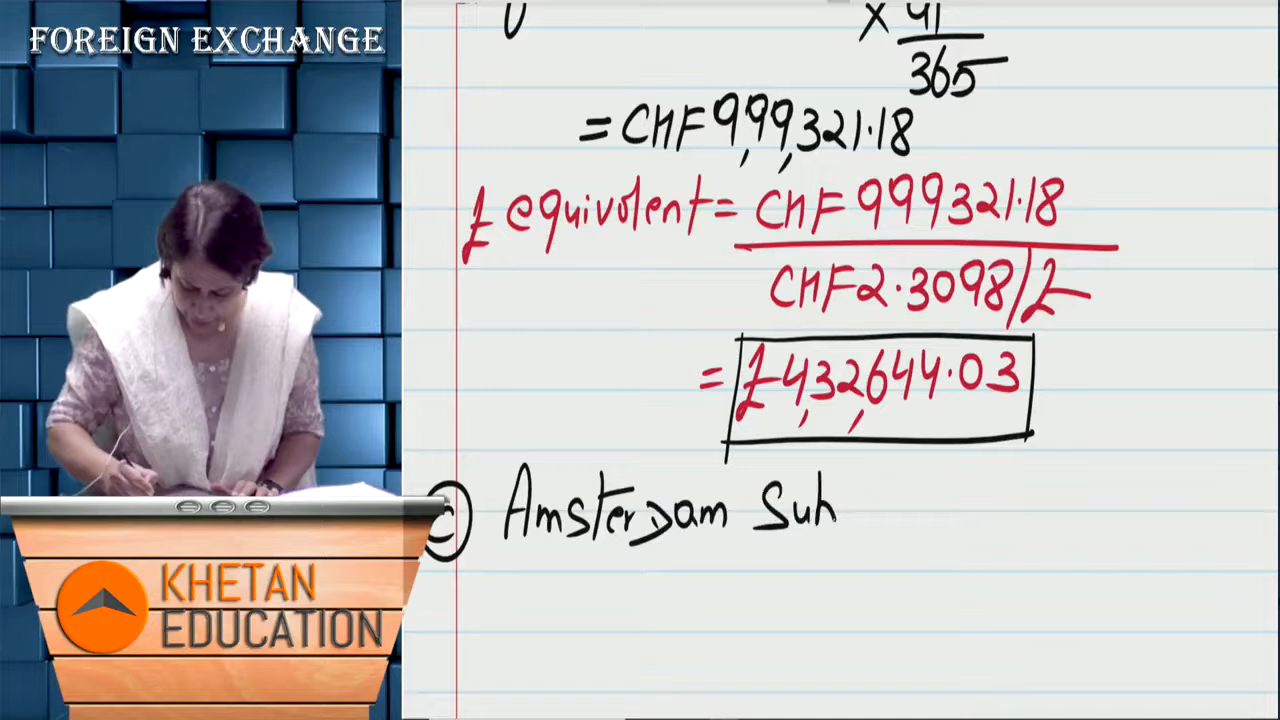 FOREIGN EXCHANGE
× 41
365
= CHF 9,99,321.18
£ equivalent = CHF 999321.18
CHF 2.3098/£
= £ 4,32,644.03
C Amsterdam Suh
KHETAN
EDUCATION